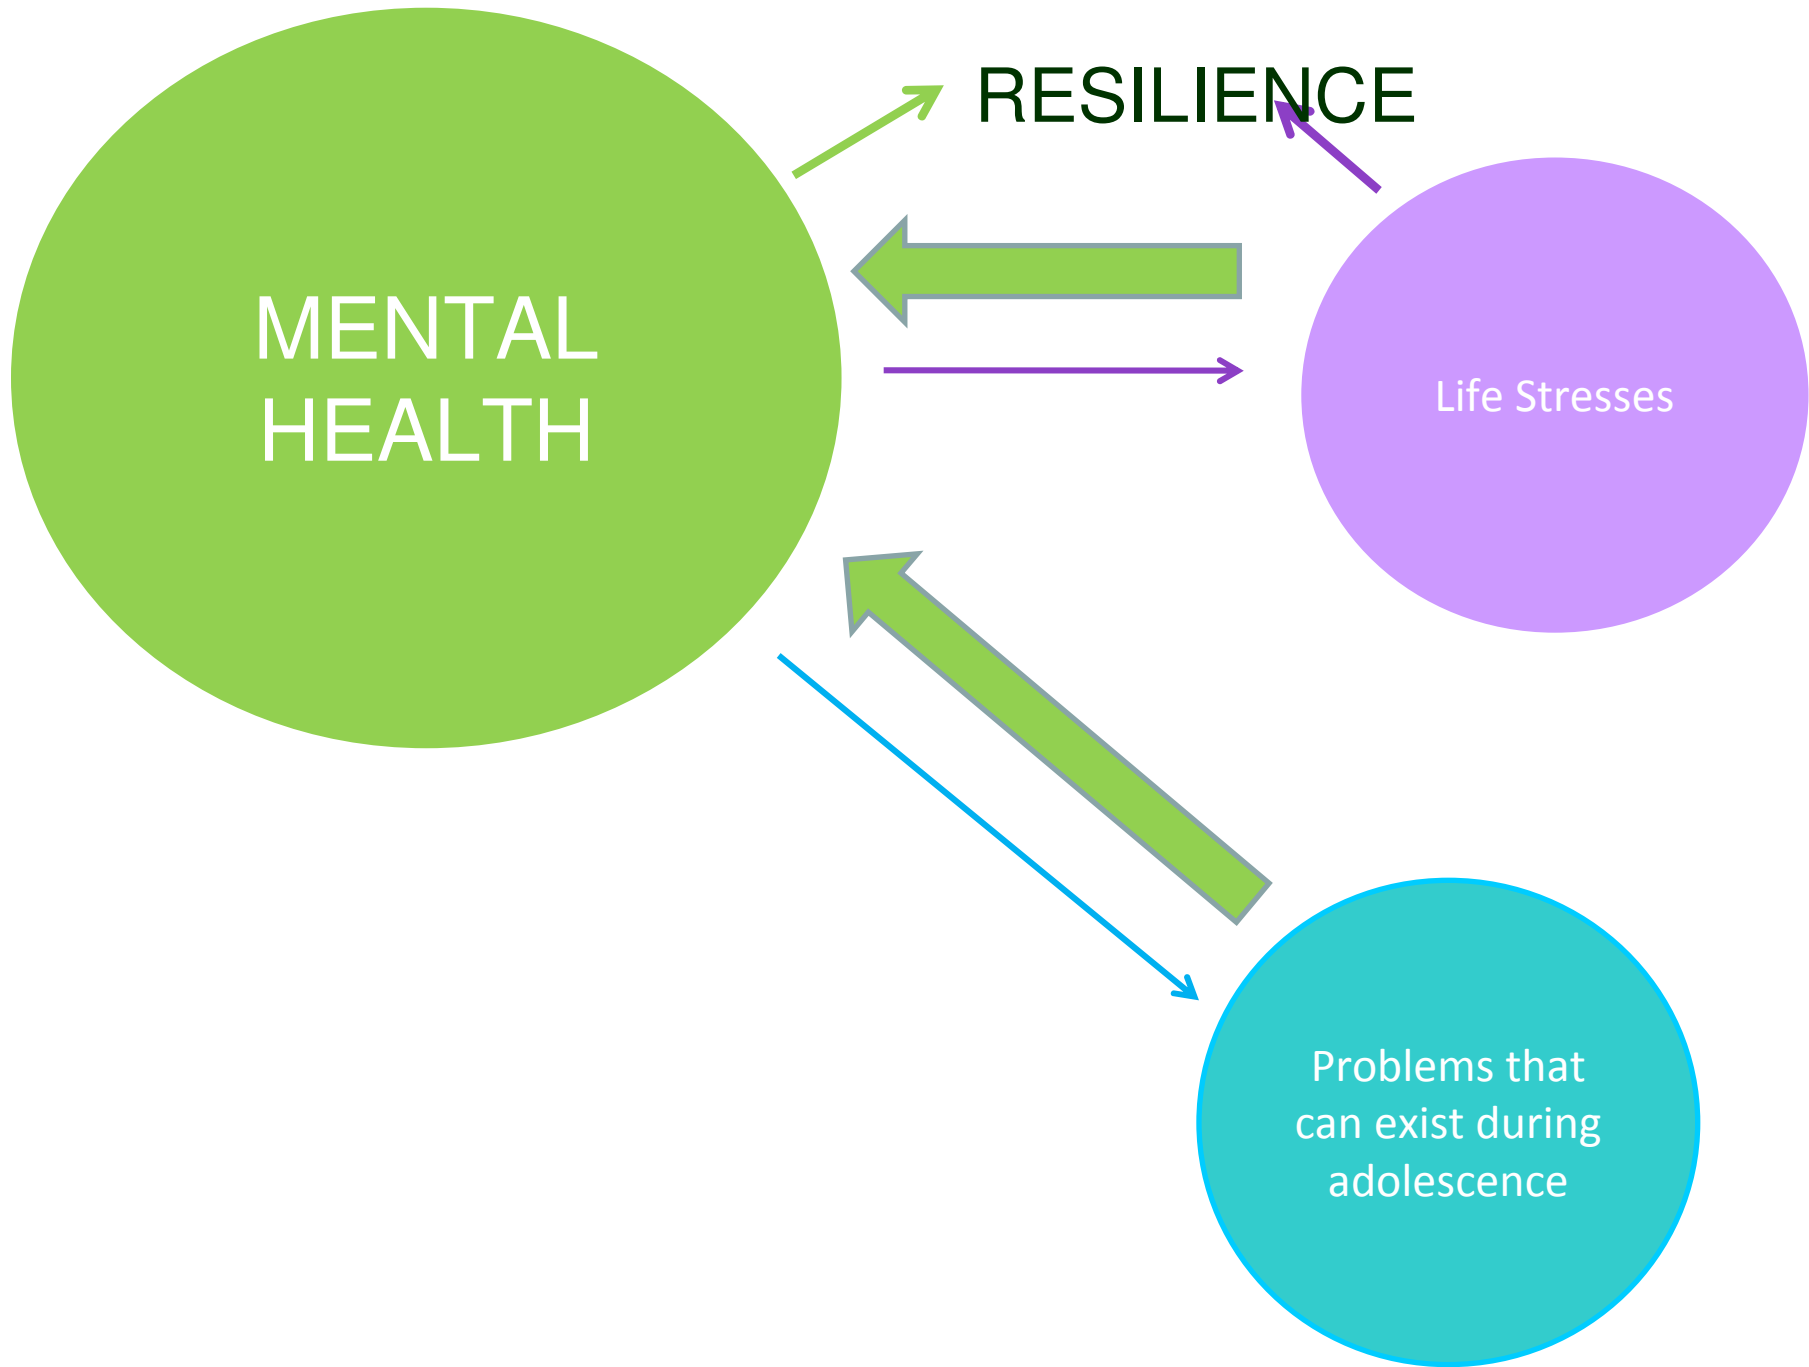 RESILIENCE
MENTAL
HEALTH
Life Stresses
Problems that
can exist during
adolescence